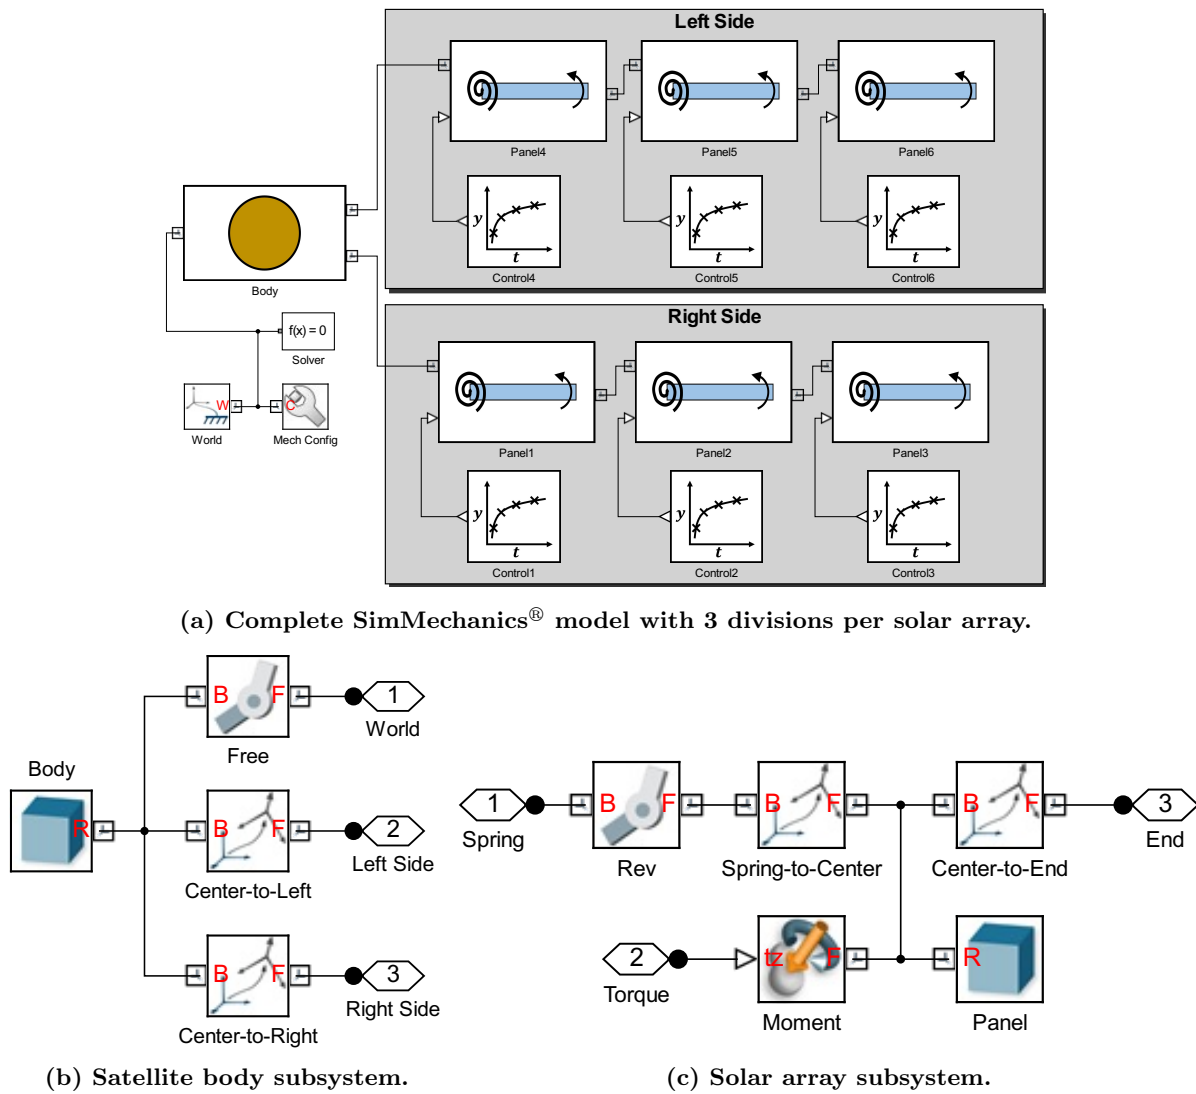 Left Side
Panel4
Panel5
Panel6
y
t
Control4
y
t
Control5
y
t
Control6
Body
f(x) = 0
Solver
W
World
C
Mech Config
Right Side
Panel1
Panel2
Panel3
y
t
Control1
y
t
Control2
y
t
Control3
(a) Complete SimMechanics® model with 3 divisions per solar array.
B F
Free
1
World
Body
R
B F
Center-to-Left
2
Left Side
B F
Center-to-Right
3
Right Side
(b) Satellite body subsystem.
1
Spring
B F
Rev
B F
Spring-to-Center
B F
Center-to-End
3
End
2
Torque
tz F
Moment
R
Panel
(c) Solar array subsystem.